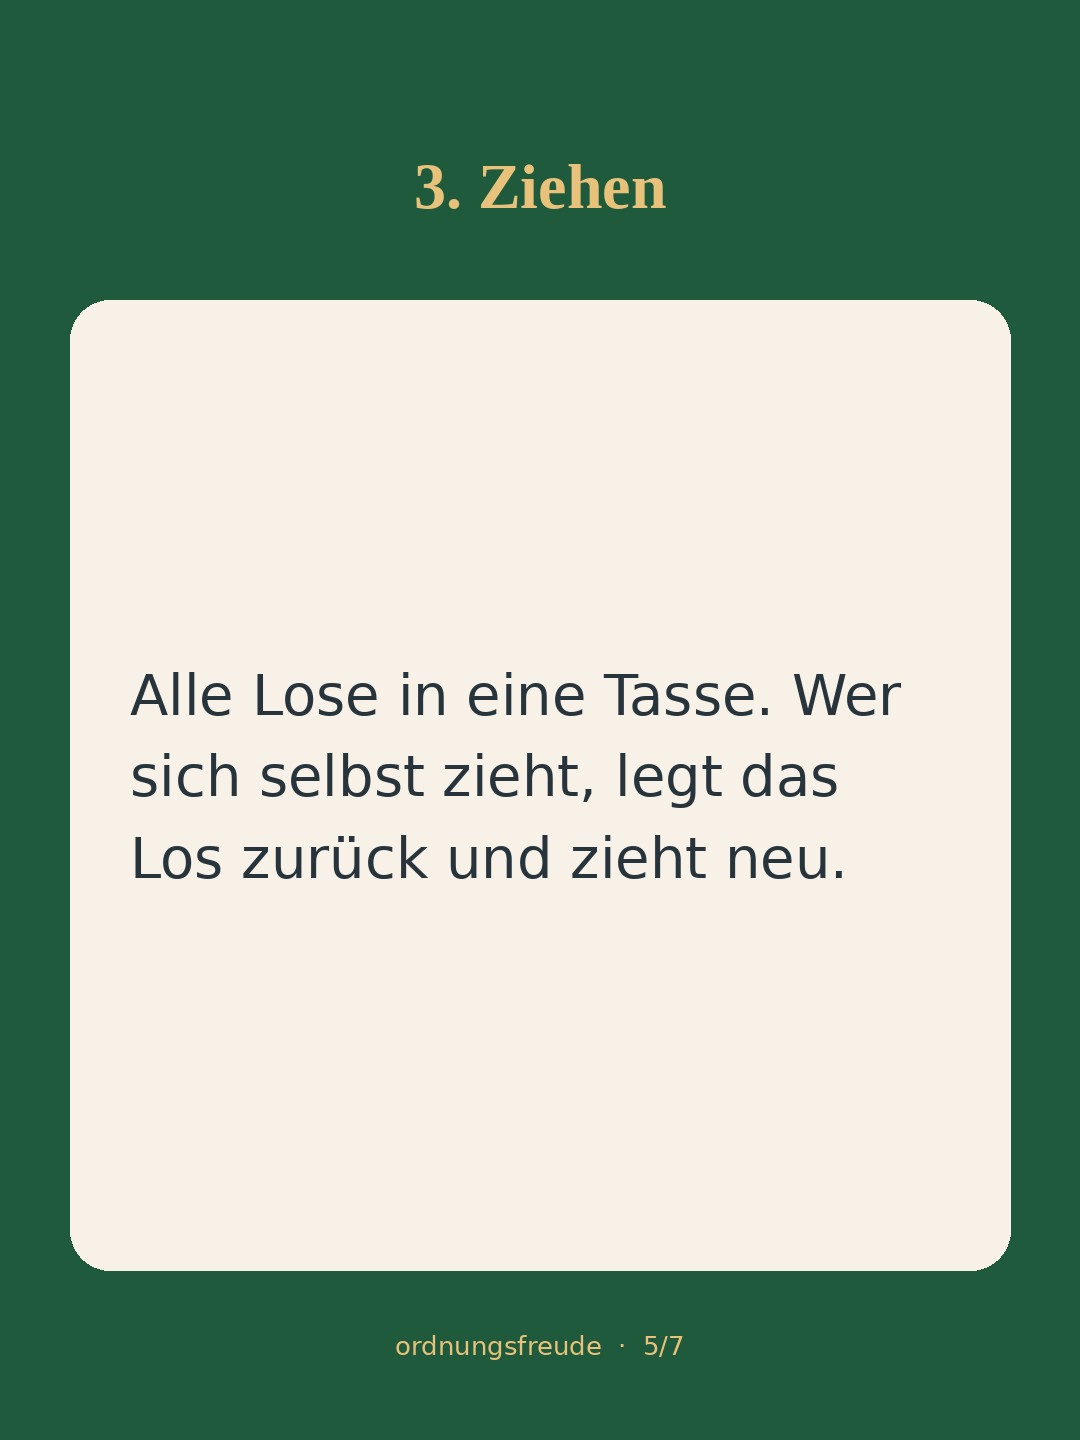 3. Ziehen
Alle Lose in eine Tasse. Wer
sich selbst zieht, legt das
Los zurück und zieht neu.
ordnungsfreude · 5/7